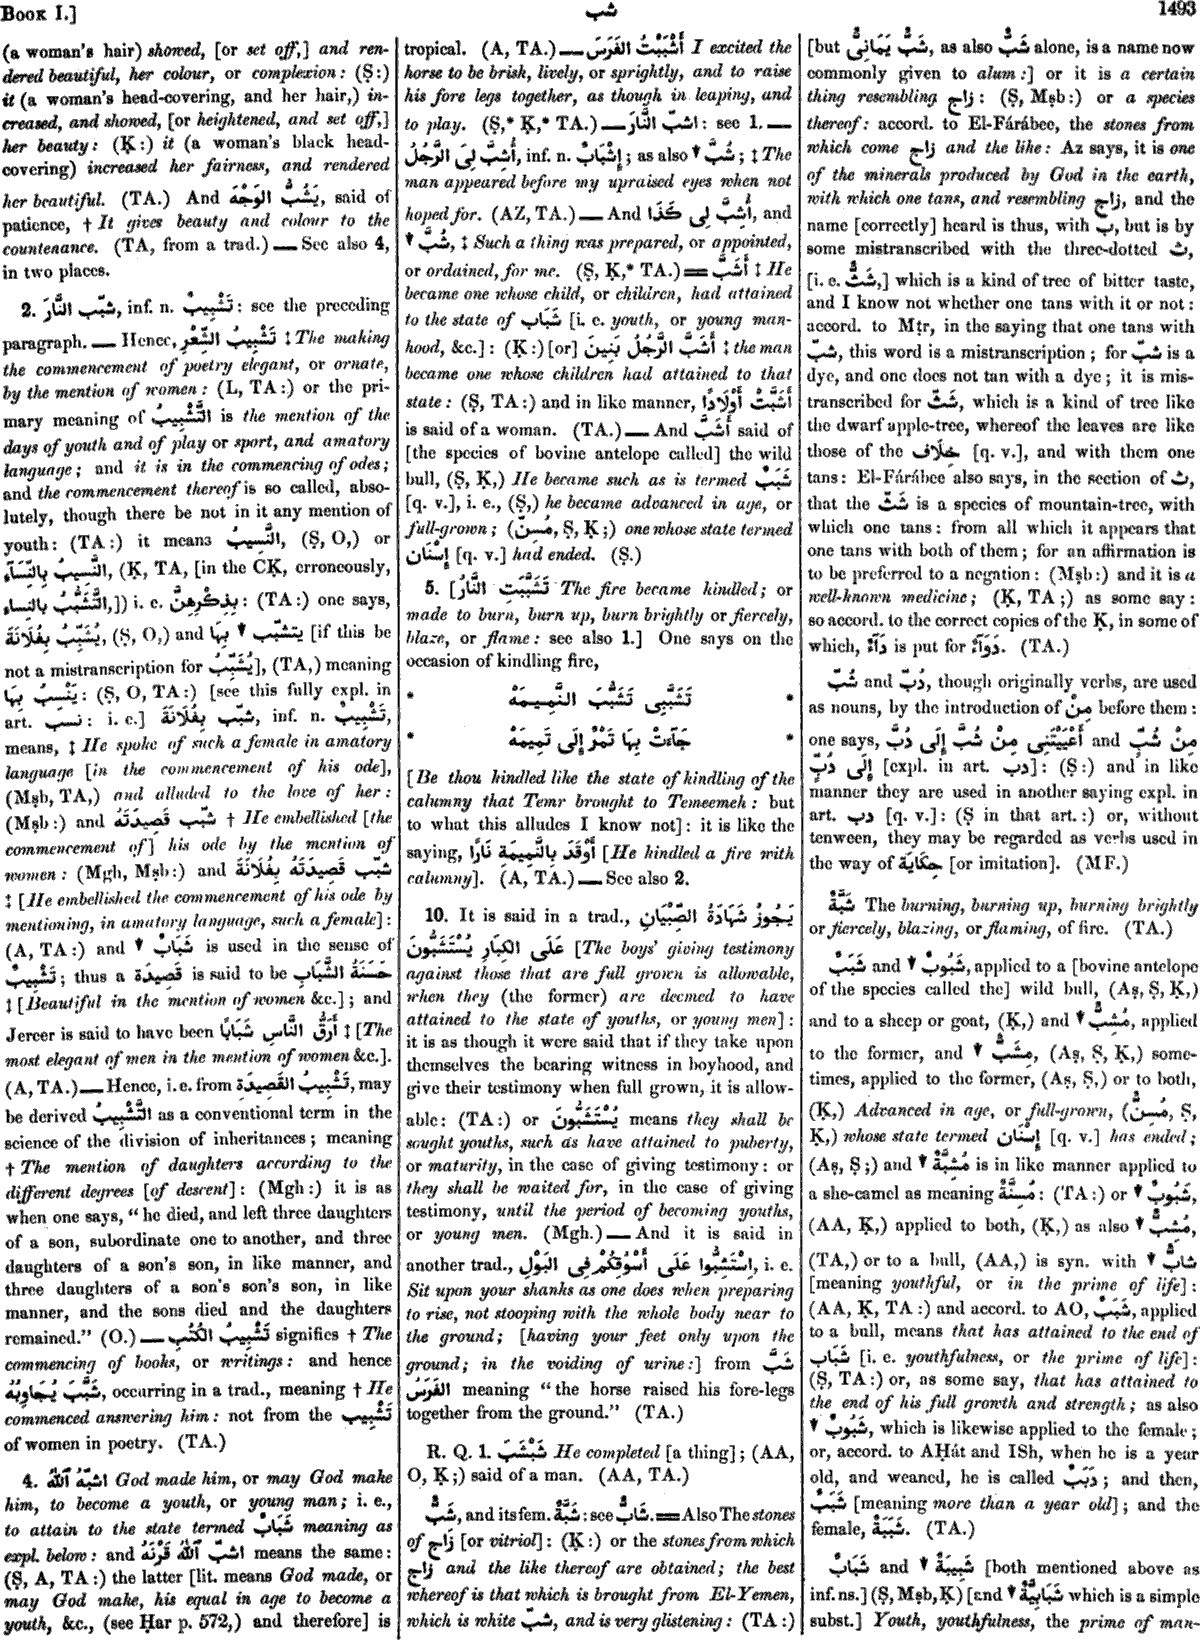 Book I.]
شب
1493
(a woman's hair) showed, [or set off,] and ren-
dered beautiful, her colour, or complexion: (Ṣ:)
it (a woman's head-covering, and her hair,) in-
creased, and showed, [or heightened, and set off,]
her beauty: (Ḳ:) it (a woman's black head-
covering) increased her fairness, and rendered
her beautiful. (TA.) And يَشُبُّ الوَجْهَ, said of
patience, † It gives beauty and colour to the
countenance. (TA, from a trad.) — See also 4,
in two places.
2. شبّب النَّارَ, inf. n. تَشْبِيبٌ: see the preceding
paragraph. — Hence, تَشْبِيبُ الشِّعْرِ ‡ The making
the commencement of poetry elegant, or ornate,
by the mention of women: (L, TA:) or the pri-
mary meaning of التَّشْبِيبُ is the mention of the
days of youth and of play or sport, and amatory
language; and it is in the commencing of odes;
and the commencement thereof is so called, abso-
lutely, though there be not in it any mention of
youth: (TA:) it means النَّسِيبُ, (Ṣ, O,) or
النَّسِيبُ بِالنِّسَآءِ, (Ḳ, TA, [in the CḲ, erroneously,
التَّشَبُّبُ بالنساء,]) i. e. بِذِكْرِهِنَّ: (TA:) one says,
يُشَبِّبُ بِفُلَانَةَ, (Ṣ, O,) and ▼ يتشبّب بِهَا [if this be
not a mistranscription for يُشَبِّبُ], (TA,) meaning
يَنْسِبُ بِهَا: (Ṣ, O, TA:) [see this fully expl. in
art. نسب: i. e.] شبّب بِفُلَانَةَ, inf. n. تَشْبِيبٌ,
means, ‡ He spoke of such a female in amatory
language [in the commencement of his ode],
(Mṣb, TA,) and alluded to the love of her:
(Mṣb:) and شبّب قَصِيدَتَهُ † He embellished [the
commencement of] his ode by the mention of
women: (Mgh, Mṣb:) and شبّب قَصِيدَتَهُ بِفُلَانَةَ
‡ [He embellished the commencement of his ode by
mentioning, in amatory language, such a female]:
(A, TA:) and ▼ شَبَابٌ is used in the sense of
تَشْبِيبٌ; thus a قَصِيدَة is said to be حَسَنَةُ الشَّبَابِ
‡ [Beautiful in the mention of women &c.]; and
Jereer is said to have been أَرَقُّ النَّاسِ شَبَابًا ‡ [The
most elegant of men in the mention of women &c.].
(A, TA.) — Hence, i. e. from تَشْبِيبُ القَصِيدَةِ, may
be derived التَّشْبِيبُ as a conventional term in the
science of the division of inheritances; meaning
† The mention of daughters according to the
different degrees [of descent]: (Mgh:) it is as
when one says, "he died, and left three daughters
of a son, subordinate one to another, and three
daughters of a son's son, in like manner, and
three daughters of a son's son's son, in like
manner, and the sons died and the daughters
remained." (O.) — تَشْبِيبُ الكُتُبِ signifies † The
commencing of books, or writings: and hence
شَبَّبَ يُجَاوِبُهُ, occurring in a trad., meaning † He
commenced answering him: not from the تَشْبِيب
of women in poetry. (TA.)
4. اشبّهُ ٱللّٰهُ God made him, or may God make
him, to become a youth, or young man; i. e.,
to attain to the state termed شَبَابٌ meaning as
expl. below: and اشبّ ٱللّٰهُ قَرْنَهُ means the same:
(Ṣ, A, TA:) the latter [lit. means God made, or
may God make, his equal in age to become a
youth, &c., (see Ḥar p. 572,) and therefore] is
tropical. (A, TA.) — أَشْبَبْتُ الفَرَسَ I excited the
horse to be brisk, lively, or sprightly, and to raise
his fore legs together, as though in leaping, and
to play. (Ṣ,* Ḳ,* TA.) — اشبّ النَّارَ: see 1. —
أُشِبَّ لِىَ الرَّجُلُ, inf. n. إِشْبَابٌ; as also ▼ شُبَّ; ‡ The
man appeared before my upraised eyes when not
hoped for. (AZ, TA.) — And أُشِبَّ لِى كَذَا, and
▼ شُبَّ, ‡ Such a thing was prepared, or appointed,
or ordained, for me. (Ṣ, Ḳ,* TA.) = أَشَبَّ ‡ He
became one whose child, or children, had attained
to the state of شَبَاب [i. e. youth, or young man-
hood, &c.]: (Ḳ:) [or] أَشَبَّ الرَّجُلُ بَنِينَ ‡ the man
became one whose children had attained to that
state: (Ṣ, TA:) and in like manner, أَشَبَّتْ أَوْلَادًا
is said of a woman. (TA.) — And أَشَبَّ said of
[the species of bovine antelope called] the wild
bull, (Ṣ, Ḳ,) He became such as is termed شَبَبٌ
[q. v.], i. e., (Ṣ,) he became advanced in age, or
full-grown; (مُسِنّ, Ṣ, Ḳ;) one whose state termed
إِسْنَان [q. v.] had ended. (Ṣ.)
5. [تَشَبَّبَتِ النَّارُ The fire became kindled; or
made to burn, burn up, burn brightly or fiercely,
blaze, or flame: see also 1.] One says on the
occasion of kindling fire,
* تَشَبَّبِى تَشَبُّبَ النَّمِيمَهْ *
* جَآءَتْ بِهَا تَمْرٌ إِلَى تَمِيمَهْ *
[Be thou kindled like the state of kindling of the
calumny that Temr brought to Temeemeh: but
to what this alludes I know not]: it is like the
saying, أَوْقَدَ بِالنَّمِيمَةِ نَارًا [He kindled a fire with
calumny]. (A, TA.) — See also 2.
10. It is said in a trad., يَجُوزُ شَهَادَةُ الصِّبْيَانِ
عَلَى الكِبَارِ يُسْتَشَبُّونَ [The boys' giving testimony
against those that are full grown is allowable,
when they (the former) are deemed to have
attained to the state of youths, or young men]:
it is as though it were said that if they take upon
themselves the bearing witness in boyhood, and
give their testimony when full grown, it is allow-
able: (TA:) or يُسْتَشَبُّونَ means they shall be
sought youths, such as have attained to puberty,
or maturity, in the case of giving testimony: or
they shall be waited for, in the case of giving
testimony, until the period of becoming youths,
or young men. (Mgh.) — And it is said in
another trad., اِسْتَشِبُّوا عَلَى أَسْوُقِكُمْ فِى البَوْلِ, i. e.
Sit upon your shanks as one does when preparing
to rise, not stooping with the whole body near to
the ground; [having your feet only upon the
ground; in the voiding of urine:] from شَبَّ
الفَرَسُ meaning "the horse raised his fore-legs
together from the ground." (TA.)
R. Q. 1. شَبْشَبَ He completed [a thing]; (AA,
O, Ḳ;) said of a man. (AA, TA.)
شَبٌّ, and its fem. شَبَّةٌ: see شَابٌّ. = Also The stones
of زَاج [or vitriol]: (Ḳ:) or the stones from which
زاج and the like thereof are obtained; the best
whereof is that which is brought from El-Yemen,
which is white شبّ, and is very glistening: (TA:)
[but شَبٌّ يَمَانِىٌّ, as also شَبٌّ alone, is a name now
commonly given to alum:] or it is a certain
thing resembling زاج: (Ṣ, Mṣb:) or a species
thereof: accord. to El-Fárábee, the stones from
which come زاج and the like: Az says, it is one
of the minerals produced by God in the earth,
with which one tans, and resembling زاج, and the
name [correctly] heard is thus, with ب, but is by
some mistranscribed with the three-dotted ث,
[i. e. شَثٌّ,] which is a kind of tree of bitter taste,
and I know not whether one tans with it or not:
accord. to Mṭr, in the saying that one tans with
شبّ, this word is a mistranscription; for شبّ is a
dye, and one does not tan with a dye; it is mis-
transcribed for شَثّ, which is a kind of tree like
the dwarf apple-tree, whereof the leaves are like
those of the خِلَاف [q. v.], and with them one
tans: El-Fárábee also says, in the section of ث,
that the شَثّ is a species of mountain-tree, with
which one tans: from all which it appears that
one tans with both of them; for an affirmation is
to be preferred to a negation: (Mṣb:) and it is a
well-known medicine; (Ḳ, TA;) as some say:
so accord. to the correct copies of the Ḳ, in some of
which, دَآءٌ is put for دَوَآءٌ. (TA.)
شُبَّ and دُبَّ, though originally verbs, are used
as nouns, by the introduction of مِنْ before them:
one says, أَعْيَيْتَنِى مِنْ شُبَّ إِلَى دُبَّ and مِنْ شُبٍّ
إِلَى دُبٍّ [expl. in art. دب]: (Ṣ:) and in like
manner they are used in another saying expl. in
art. دب [q. v.]: (Ṣ in that art.:) or, without
tenween, they may be regarded as verbs used in
the way of حِكَايَة [or imitation]. (MF.)
شَبَّةٌ The burning, burning up, burning brightly
or fiercely, blazing, or flaming, of fire. (TA.)
شَبَبٌ and ▼ شَبُوبٌ, applied to a [bovine antelope
of the species called the] wild bull, (Aṣ, Ṣ, Ḳ,)
and to a sheep or goat, (Ḳ,) and ▼ مُشِبٌّ, applied
to the former, and ▼ مِشَبٌّ, (Aṣ, Ṣ, Ḳ,) some-
times, applied to the former, (Aṣ, Ṣ,) or to both,
(Ḳ,) Advanced in age, or full-grown, (مُسِنٌّ, Ṣ,
Ḳ,) whose state termed إِسْنَان [q. v.] has ended;
(Aṣ, Ṣ;) and ▼ مُشِبَّةٌ is in like manner applied to
a she-camel as meaning مُسِنَّةٌ: (TA:) or ▼ شَبُوبٌ,
(AA, Ḳ,) applied to both, (Ḳ,) as also ▼ مُشِبٌّ,
(TA,) or to a bull, (AA,) is syn. with ▼ شَابٌّ
[meaning youthful, or in the prime of life]:
(AA, Ḳ, TA:) and accord. to AO, شَبَبٌ, applied
to a bull, means that has attained to the end of
شَبَاب [i. e. youthfulness, or the prime of life]:
(Ṣ, TA:) or, as some say, that has attained to
the end of his full growth and strength; as also
▼ شَبُوبٌ, which is likewise applied to the female;
or, accord. to AḤát and ISh, when he is a year
old, and weaned, he is called دَبَبٌ; and then,
شَبَبٌ [meaning more than a year old]; and the
female, شَبَبَةٌ. (TA.)
شَبَابٌ and ▼ شَبِيبَةٌ [both mentioned above as
inf. ns.] (Ṣ, Mṣb, Ḳ) [and ▼ شَبَابِيَّةٌ which is a simple
subst.] Youth, youthfulness, the prime of man-